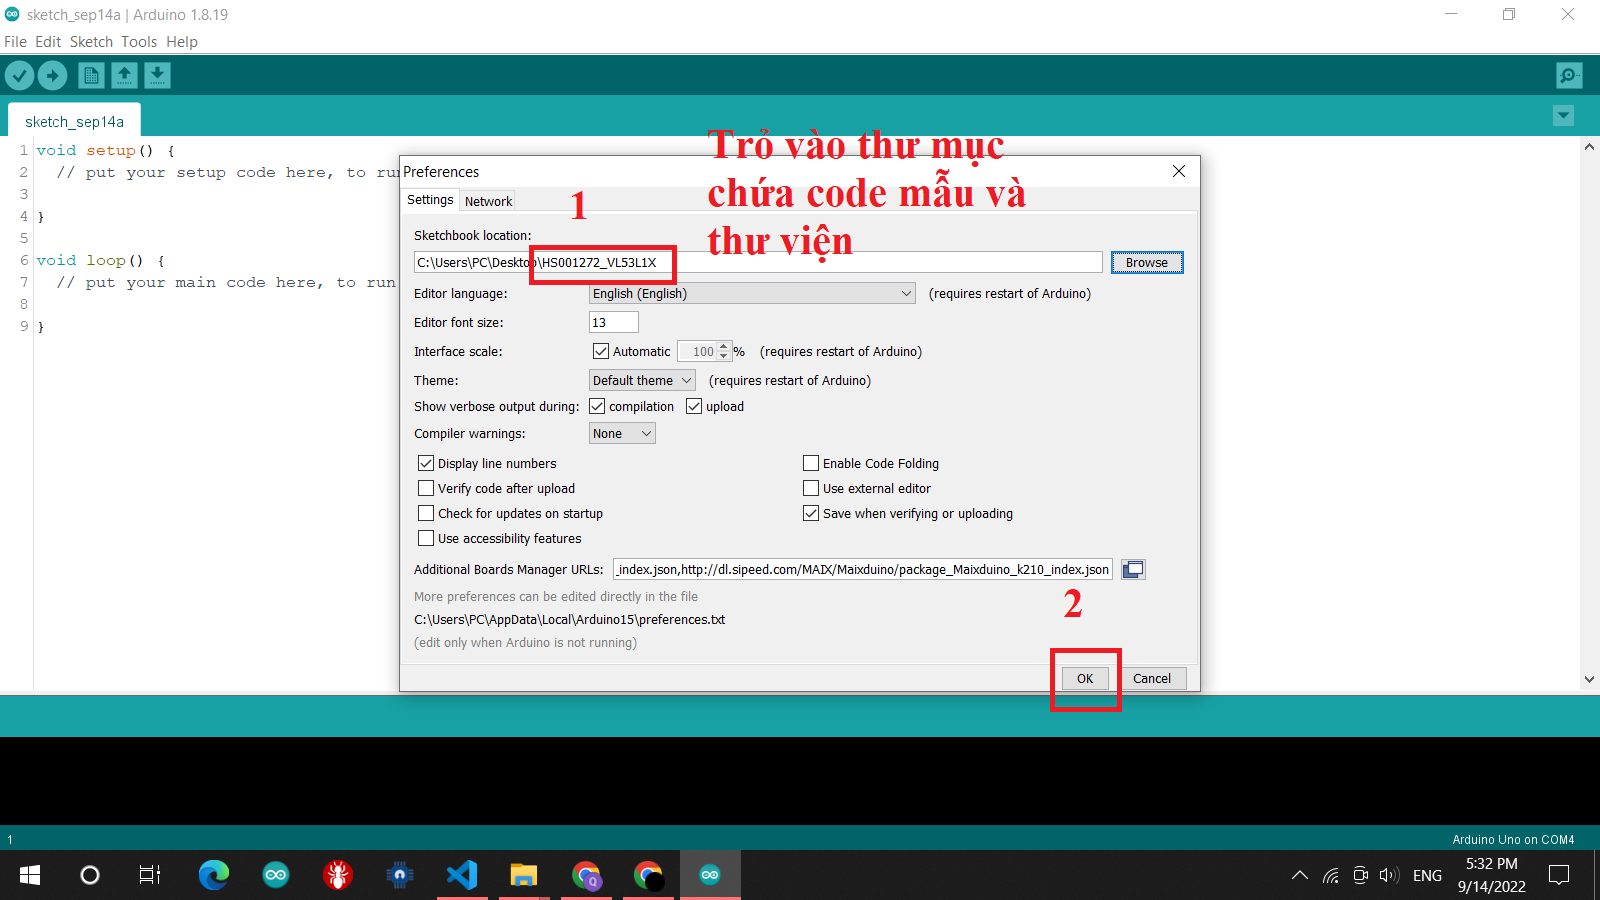 sketch_sep14a | Arduino 1.8.19
File Edit Sketch Tools Help
sketch_sep14a
1 void setup() {
2 // put your setup code here, to run
3
4 }
5
6 void loop() {
7 // put your main code here, to run
8
9 }
Trỏ vào thư mục
chứa code mẫu và
thư viện
Preferences
Settings Network
1
Sketchbook location:
C:\Users\PC\Desktop\HS001272_VL53L1X Browse
Editor language: English (English) (requires restart of Arduino)
Editor font size: 13
Interface scale: Automatic 100 % (requires restart of Arduino)
Theme: Default theme (requires restart of Arduino)
Show verbose output during: compilation upload
Compiler warnings: None
Display line numbers Enable Code Folding
Verify code after upload Use external editor
Check for updates on startup Save when verifying or uploading
Use accessibility features
Additional Boards Manager URLs: _index.json,http://dl.sipeed.com/MAIX/Maixduino/package_Maixduino_k210_index.json
More preferences can be edited directly in the file
2
C:\Users\PC\AppData\Local\Arduino15\preferences.txt
(edit only when Arduino is not running)
OK Cancel
1 Arduino Uno on COM4
Q
ENG
5:32 PM
9/14/2022